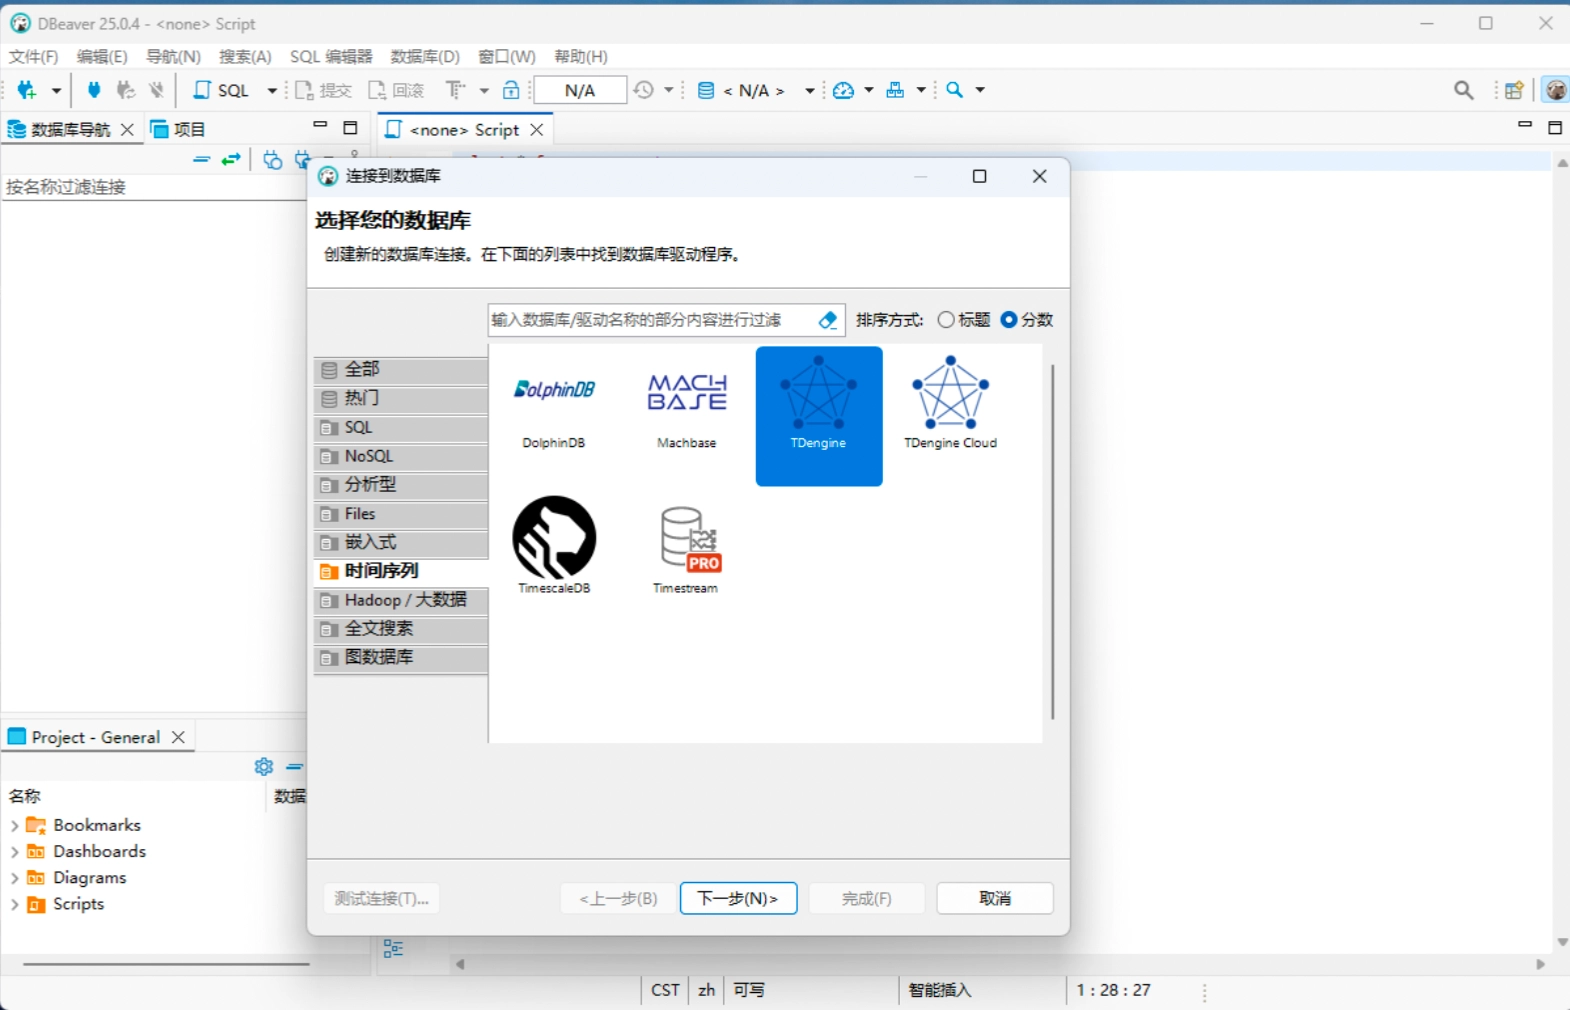 DBeaver 25.0.4 - <none> Script
文件(F) 编辑(E) 导航(N) 搜索(A) SQL 编辑器 数据库(D) 窗口(W) 帮助(H)
SQL 提交 回滚 N/A < N/A >
数据库导航 项目
<none> Script
按名称过滤连接
连接到数据库
选择您的数据库
创建新的数据库连接。在下面的列表中找到数据库驱动程序。
输入数据库/驱动名称的部分内容进行过滤 排序方式: 标题 分数
全部
热门
SQL
NoSQL
分析型
Files
嵌入式
时间序列
Hadoop / 大数据
全文搜索
图数据库
DolphinDB
MACH
BASE
DolphinDB Machbase TDengine TDengine Cloud
PRO
TimescaleDB Timestream
测试连接(T)... <上一步(B) 下一步(N)> 完成(F) 取消
Project - General
名称 数据
Bookmarks
Dashboards
Diagrams
Scripts
CST zh 可写 智能插入 1 : 28 : 27